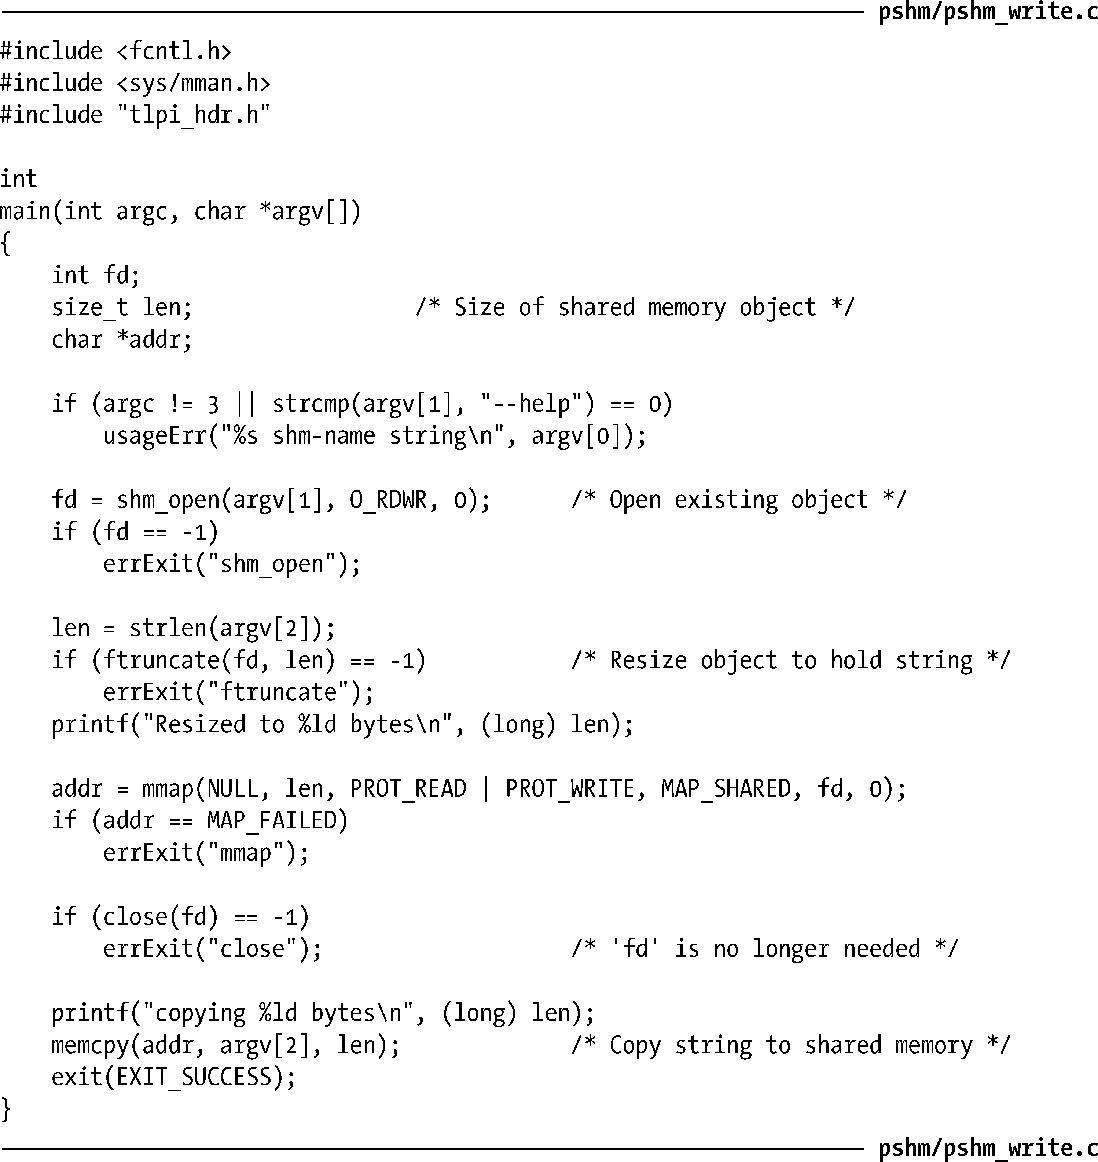 pshm/pshm_write.c
#include <fcntl.h>
#include <sys/mman.h>
#include "tlpi_hdr.h"

int
main(int argc, char *argv[])
{
    int fd;
    size_t len;                 /* Size of shared memory object */
    char *addr;

    if (argc != 3 || strcmp(argv[1], "--help") == 0)
        usageErr("%s shm-name string\n", argv[0]);

    fd = shm_open(argv[1], O_RDWR, 0);      /* Open existing object */
    if (fd == -1)
        errExit("shm_open");

    len = strlen(argv[2]);
    if (ftruncate(fd, len) == -1)           /* Resize object to hold string */
        errExit("ftruncate");
    printf("Resized to %ld bytes\n", (long) len);

    addr = mmap(NULL, len, PROT_READ | PROT_WRITE, MAP_SHARED, fd, 0);
    if (addr == MAP_FAILED)
        errExit("mmap");

    if (close(fd) == -1)
        errExit("close");                   /* 'fd' is no longer needed */

    printf("copying %ld bytes\n", (long) len);
    memcpy(addr, argv[2], len);             /* Copy string to shared memory */
    exit(EXIT_SUCCESS);
}
pshm/pshm_write.c